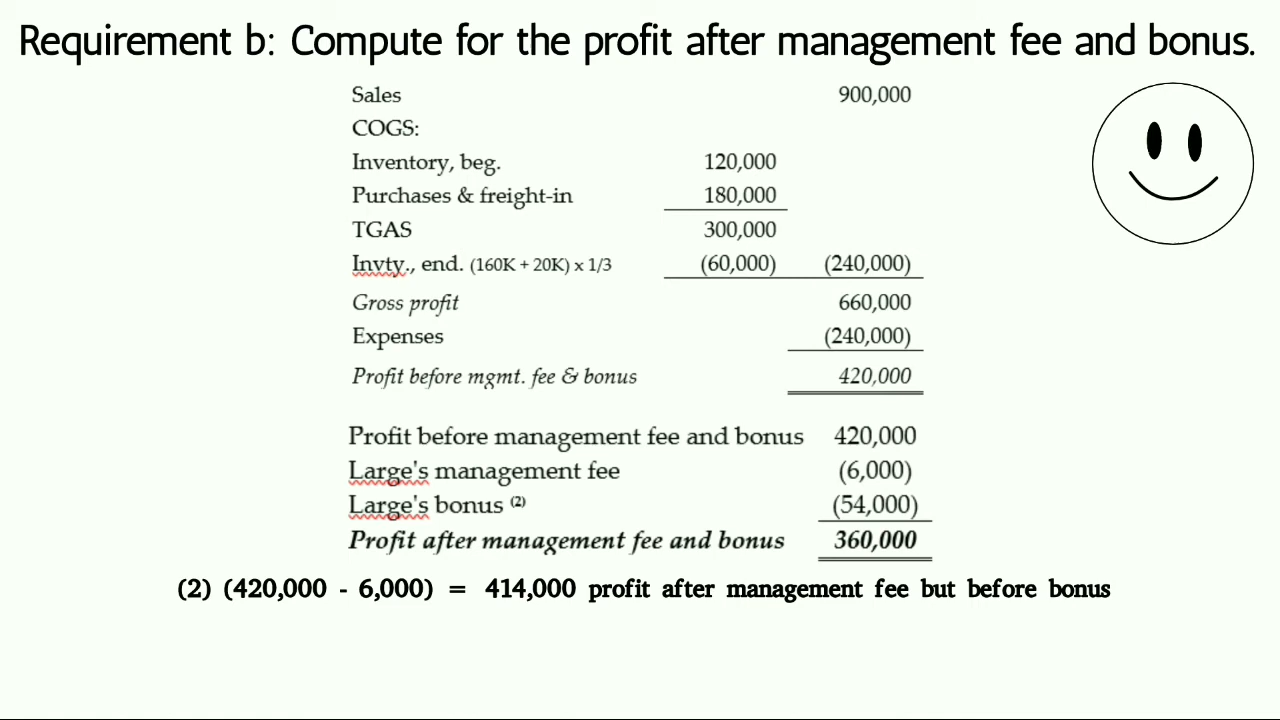 Requirement b: Compute for the profit after management fee and bonus.
Sales 900,000
COGS:
Inventory, beg. 120,000
Purchases & freight-in 180,000
TGAS 300,000
Invty., end. (160K + 20K) x 1/3 (60,000) (240,000)
Gross profit 660,000
Expenses (240,000)
Profit before mgmt. fee & bonus 420,000
Profit before management fee and bonus 420,000
Large's management fee (6,000)
Large's bonus (2) (54,000)
Profit after management fee and bonus 360,000
(2) (420,000 - 6,000) = 414,000 profit after management fee but before bonus